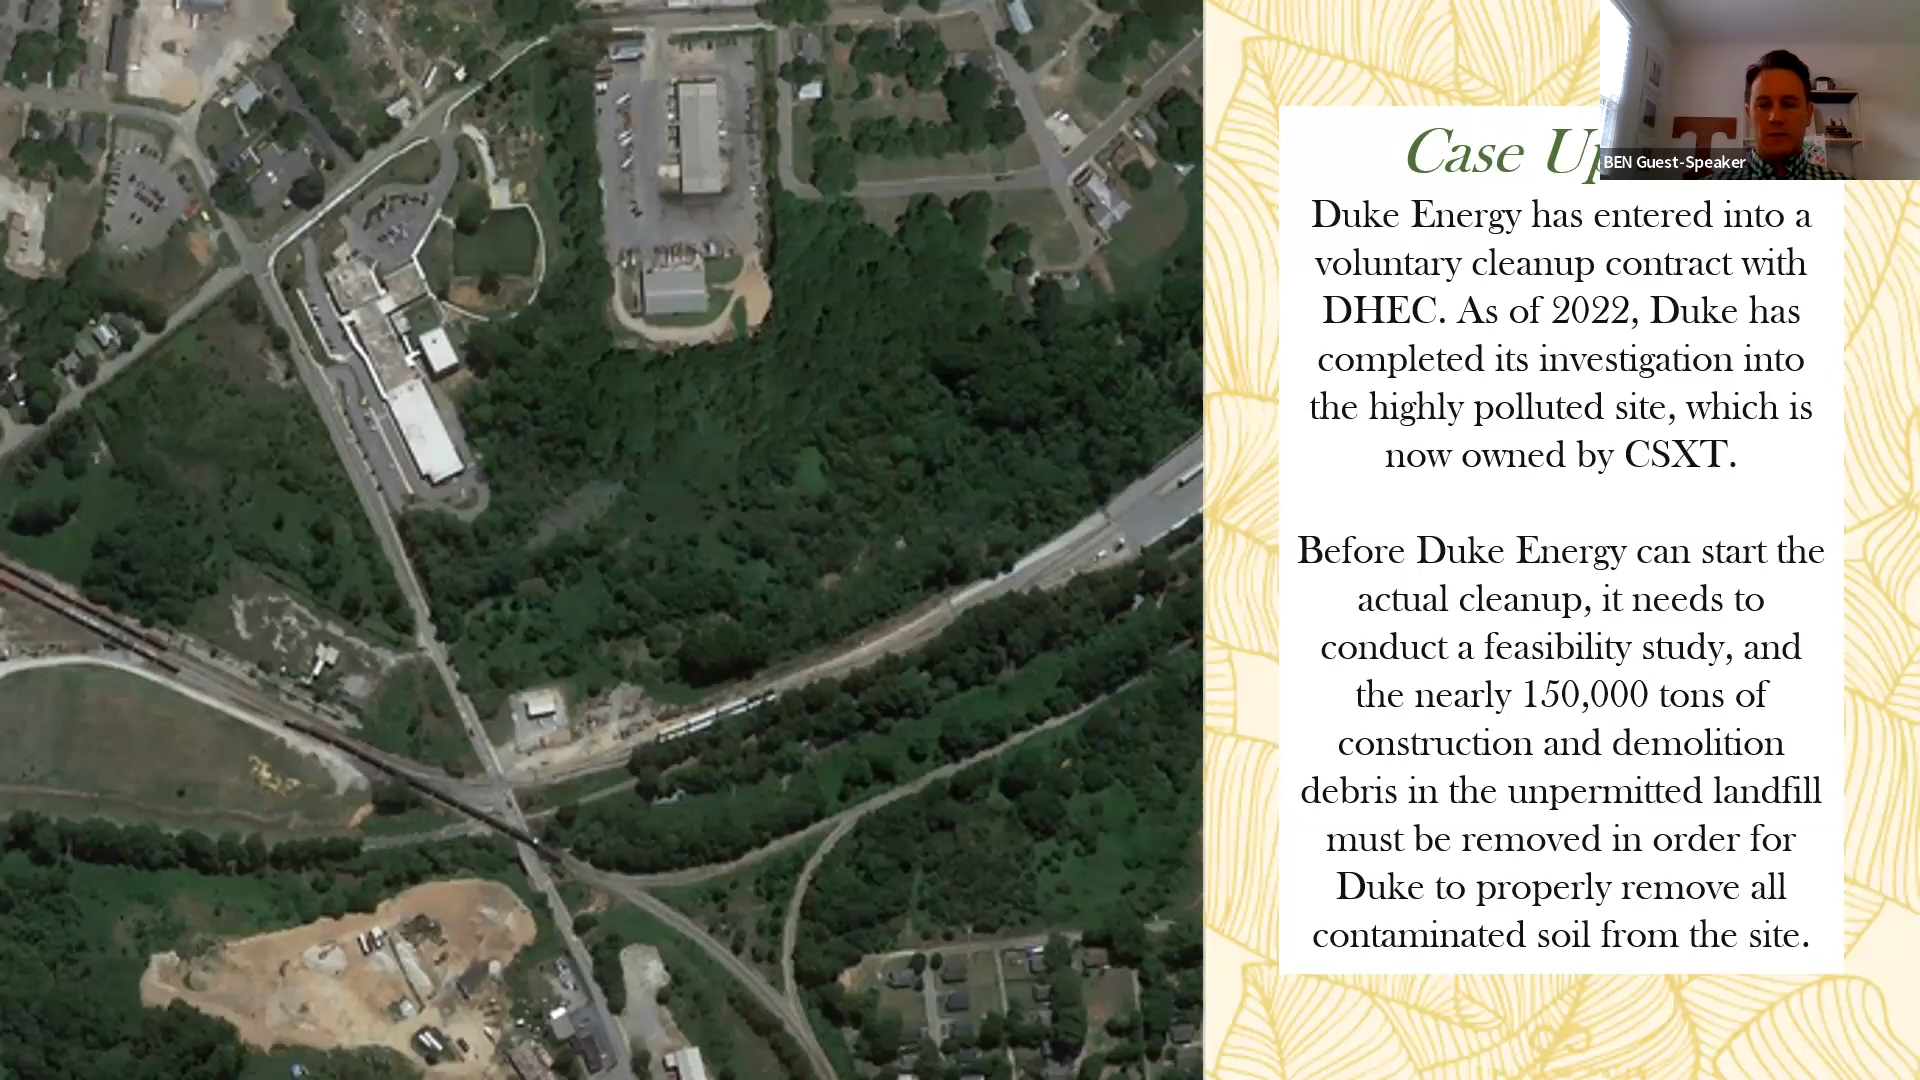 Case
BEN Guest-Speaker
Duke Energy has entered into a
voluntary cleanup contract with
DHEC. As of 2022, Duke has
completed its investigation into
the highly polluted site, which is
now owned by CSXT.
Before Duke Energy can start the
actual cleanup, it needs to
conduct a feasibility study, and
the nearly 150,000 tons of
construction and demolition
debris in the unpermitted landfill
must be removed in order for
Duke to properly remove all
contaminated soil from the site.